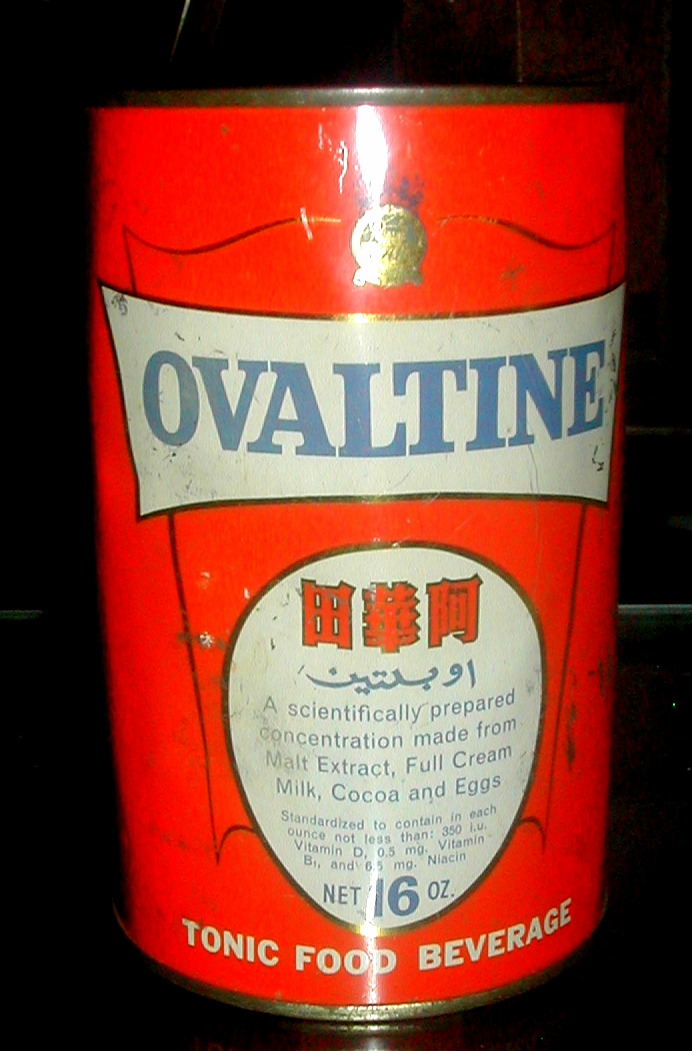 OVALTINE
阿華田
اوبلتين
A scientifically prepared
concentration made from
Malt Extract, Full Cream
Milk, Cocoa and Eggs
Standardized to contain in each
ounce not less than: 350 i.u.
Vitamin D, 0.5 mg. Vitamin
B₁, and 6.5 mg. Niacin
NET 16 OZ.
TONIC FOOD BEVERAGE